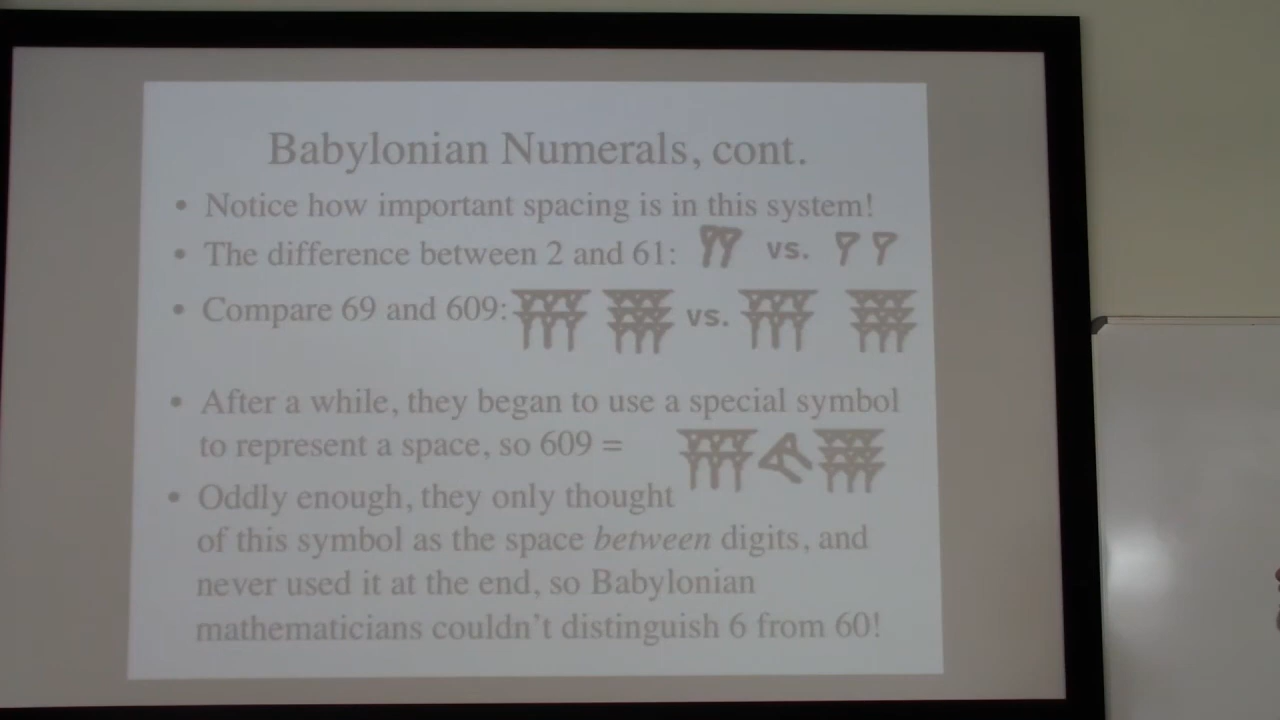 Babylonian Numerals, cont.
• Notice how important spacing is in this system!
• The difference between 2 and 61: 𒐖 vs. 𒐕 𒐕
• Compare 69 and 609: 𒐚 𒐝 vs. 𒐚 𒐝
• After a while, they began to use a special symbol
to represent a space, so 609 =
• Oddly enough, they only thought
of this symbol as the space between digits, and
never used it at the end, so Babylonian
mathematicians couldn't distinguish 6 from 60!